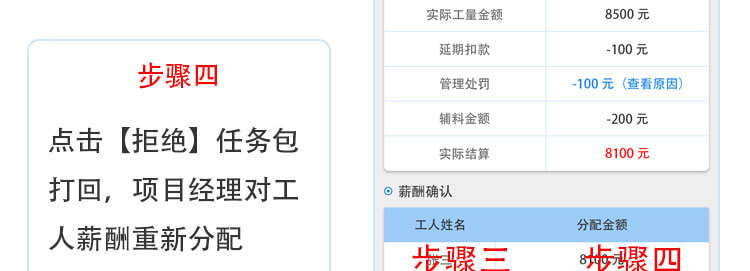 步骤四
点击【拒绝】任务包
打回，项目经理对工
人薪酬重新分配
实际工量金额 8500 元
延期扣款 -100 元
管理处罚 -100 元（查看原因）
辅料金额 -200 元
实际结算 8100 元
薪酬确认
工人姓名 分配金额
步骤三 步骤四